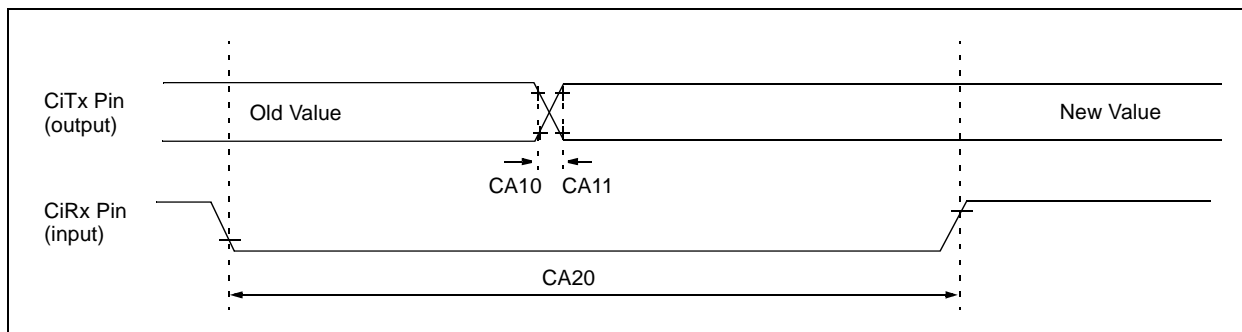 CiTx Pin
(output)
Old Value
New Value
CA10 CA11
CiRx Pin
(input)
CA20